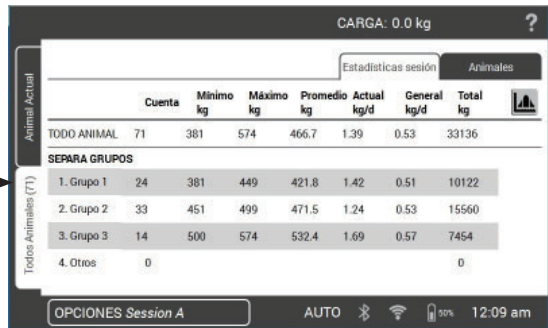 CARGA: 0.0 kg ?
Estadísticas sesión Animales
Animal Actual
Todos Animales (71)
Cuenta Mínimo kg Máximo kg Promedio kg Actual kg/d General kg/d Total kg
TODO ANIMAL 71 381 574 466.7 1.39 0.53 33136
SEPARA GRUPOS
1. Grupo 1 24 381 449 421.8 1.42 0.51 10122
2. Grupo 2 33 451 499 471.5 1.24 0.53 15560
3. Grupo 3 14 500 574 532.4 1.69 0.57 7454
4. Otros 0 0
OPCIONES Session A AUTO 50% 12:09 am